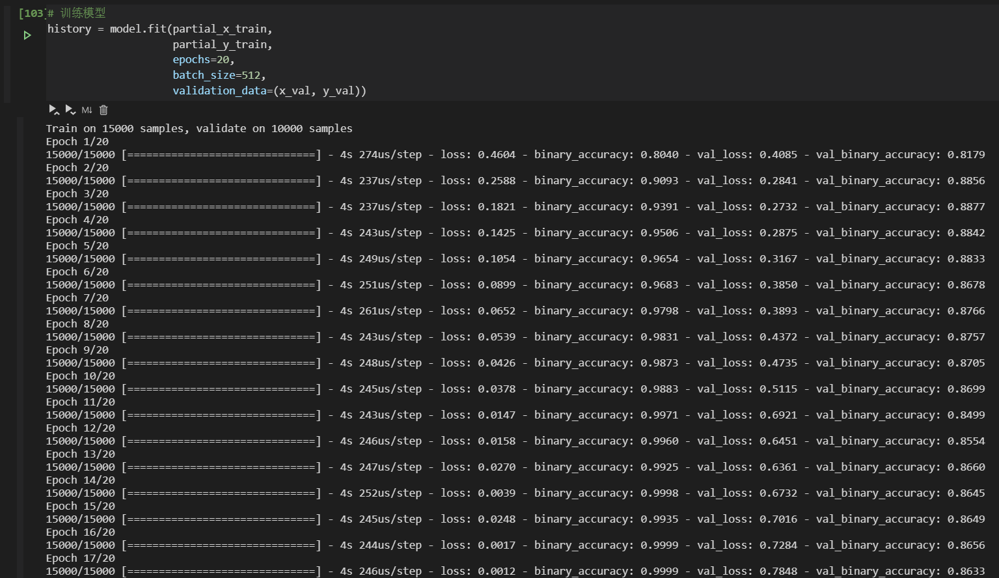 [103] # 训练模型
history = model.fit(partial_x_train,
partial_y_train,
epochs=20,
batch_size=512,
validation_data=(x_val, y_val))
M↓
Train on 15000 samples, validate on 10000 samples
Epoch 1/20
15000/15000 [==============================] - 4s 274us/step - loss: 0.4604 - binary_accuracy: 0.8040 - val_loss: 0.4085 - val_binary_accuracy: 0.8179
Epoch 2/20
15000/15000 [==============================] - 4s 237us/step - loss: 0.2588 - binary_accuracy: 0.9093 - val_loss: 0.2841 - val_binary_accuracy: 0.8856
Epoch 3/20
15000/15000 [==============================] - 4s 237us/step - loss: 0.1821 - binary_accuracy: 0.9391 - val_loss: 0.2732 - val_binary_accuracy: 0.8877
Epoch 4/20
15000/15000 [==============================] - 4s 243us/step - loss: 0.1425 - binary_accuracy: 0.9506 - val_loss: 0.2875 - val_binary_accuracy: 0.8842
Epoch 5/20
15000/15000 [==============================] - 4s 249us/step - loss: 0.1054 - binary_accuracy: 0.9654 - val_loss: 0.3167 - val_binary_accuracy: 0.8833
Epoch 6/20
15000/15000 [==============================] - 4s 251us/step - loss: 0.0899 - binary_accuracy: 0.9683 - val_loss: 0.3850 - val_binary_accuracy: 0.8678
Epoch 7/20
15000/15000 [==============================] - 4s 261us/step - loss: 0.0652 - binary_accuracy: 0.9798 - val_loss: 0.3893 - val_binary_accuracy: 0.8766
Epoch 8/20
15000/15000 [==============================] - 4s 243us/step - loss: 0.0539 - binary_accuracy: 0.9831 - val_loss: 0.4372 - val_binary_accuracy: 0.8757
Epoch 9/20
15000/15000 [==============================] - 4s 248us/step - loss: 0.0426 - binary_accuracy: 0.9873 - val_loss: 0.4735 - val_binary_accuracy: 0.8705
Epoch 10/20
15000/15000 [==============================] - 4s 245us/step - loss: 0.0378 - binary_accuracy: 0.9883 - val_loss: 0.5115 - val_binary_accuracy: 0.8699
Epoch 11/20
15000/15000 [==============================] - 4s 243us/step - loss: 0.0147 - binary_accuracy: 0.9971 - val_loss: 0.6921 - val_binary_accuracy: 0.8499
Epoch 12/20
15000/15000 [==============================] - 4s 246us/step - loss: 0.0158 - binary_accuracy: 0.9960 - val_loss: 0.6451 - val_binary_accuracy: 0.8554
Epoch 13/20
15000/15000 [==============================] - 4s 247us/step - loss: 0.0270 - binary_accuracy: 0.9925 - val_loss: 0.6361 - val_binary_accuracy: 0.8660
Epoch 14/20
15000/15000 [==============================] - 4s 252us/step - loss: 0.0039 - binary_accuracy: 0.9998 - val_loss: 0.6732 - val_binary_accuracy: 0.8645
Epoch 15/20
15000/15000 [==============================] - 4s 245us/step - loss: 0.0248 - binary_accuracy: 0.9935 - val_loss: 0.7016 - val_binary_accuracy: 0.8649
Epoch 16/20
15000/15000 [==============================] - 4s 244us/step - loss: 0.0017 - binary_accuracy: 0.9999 - val_loss: 0.7284 - val_binary_accuracy: 0.8656
Epoch 17/20
15000/15000 [==============================] - 4s 246us/step - loss: 0.0012 - binary_accuracy: 0.9999 - val_loss: 0.7848 - val_binary_accuracy: 0.8633